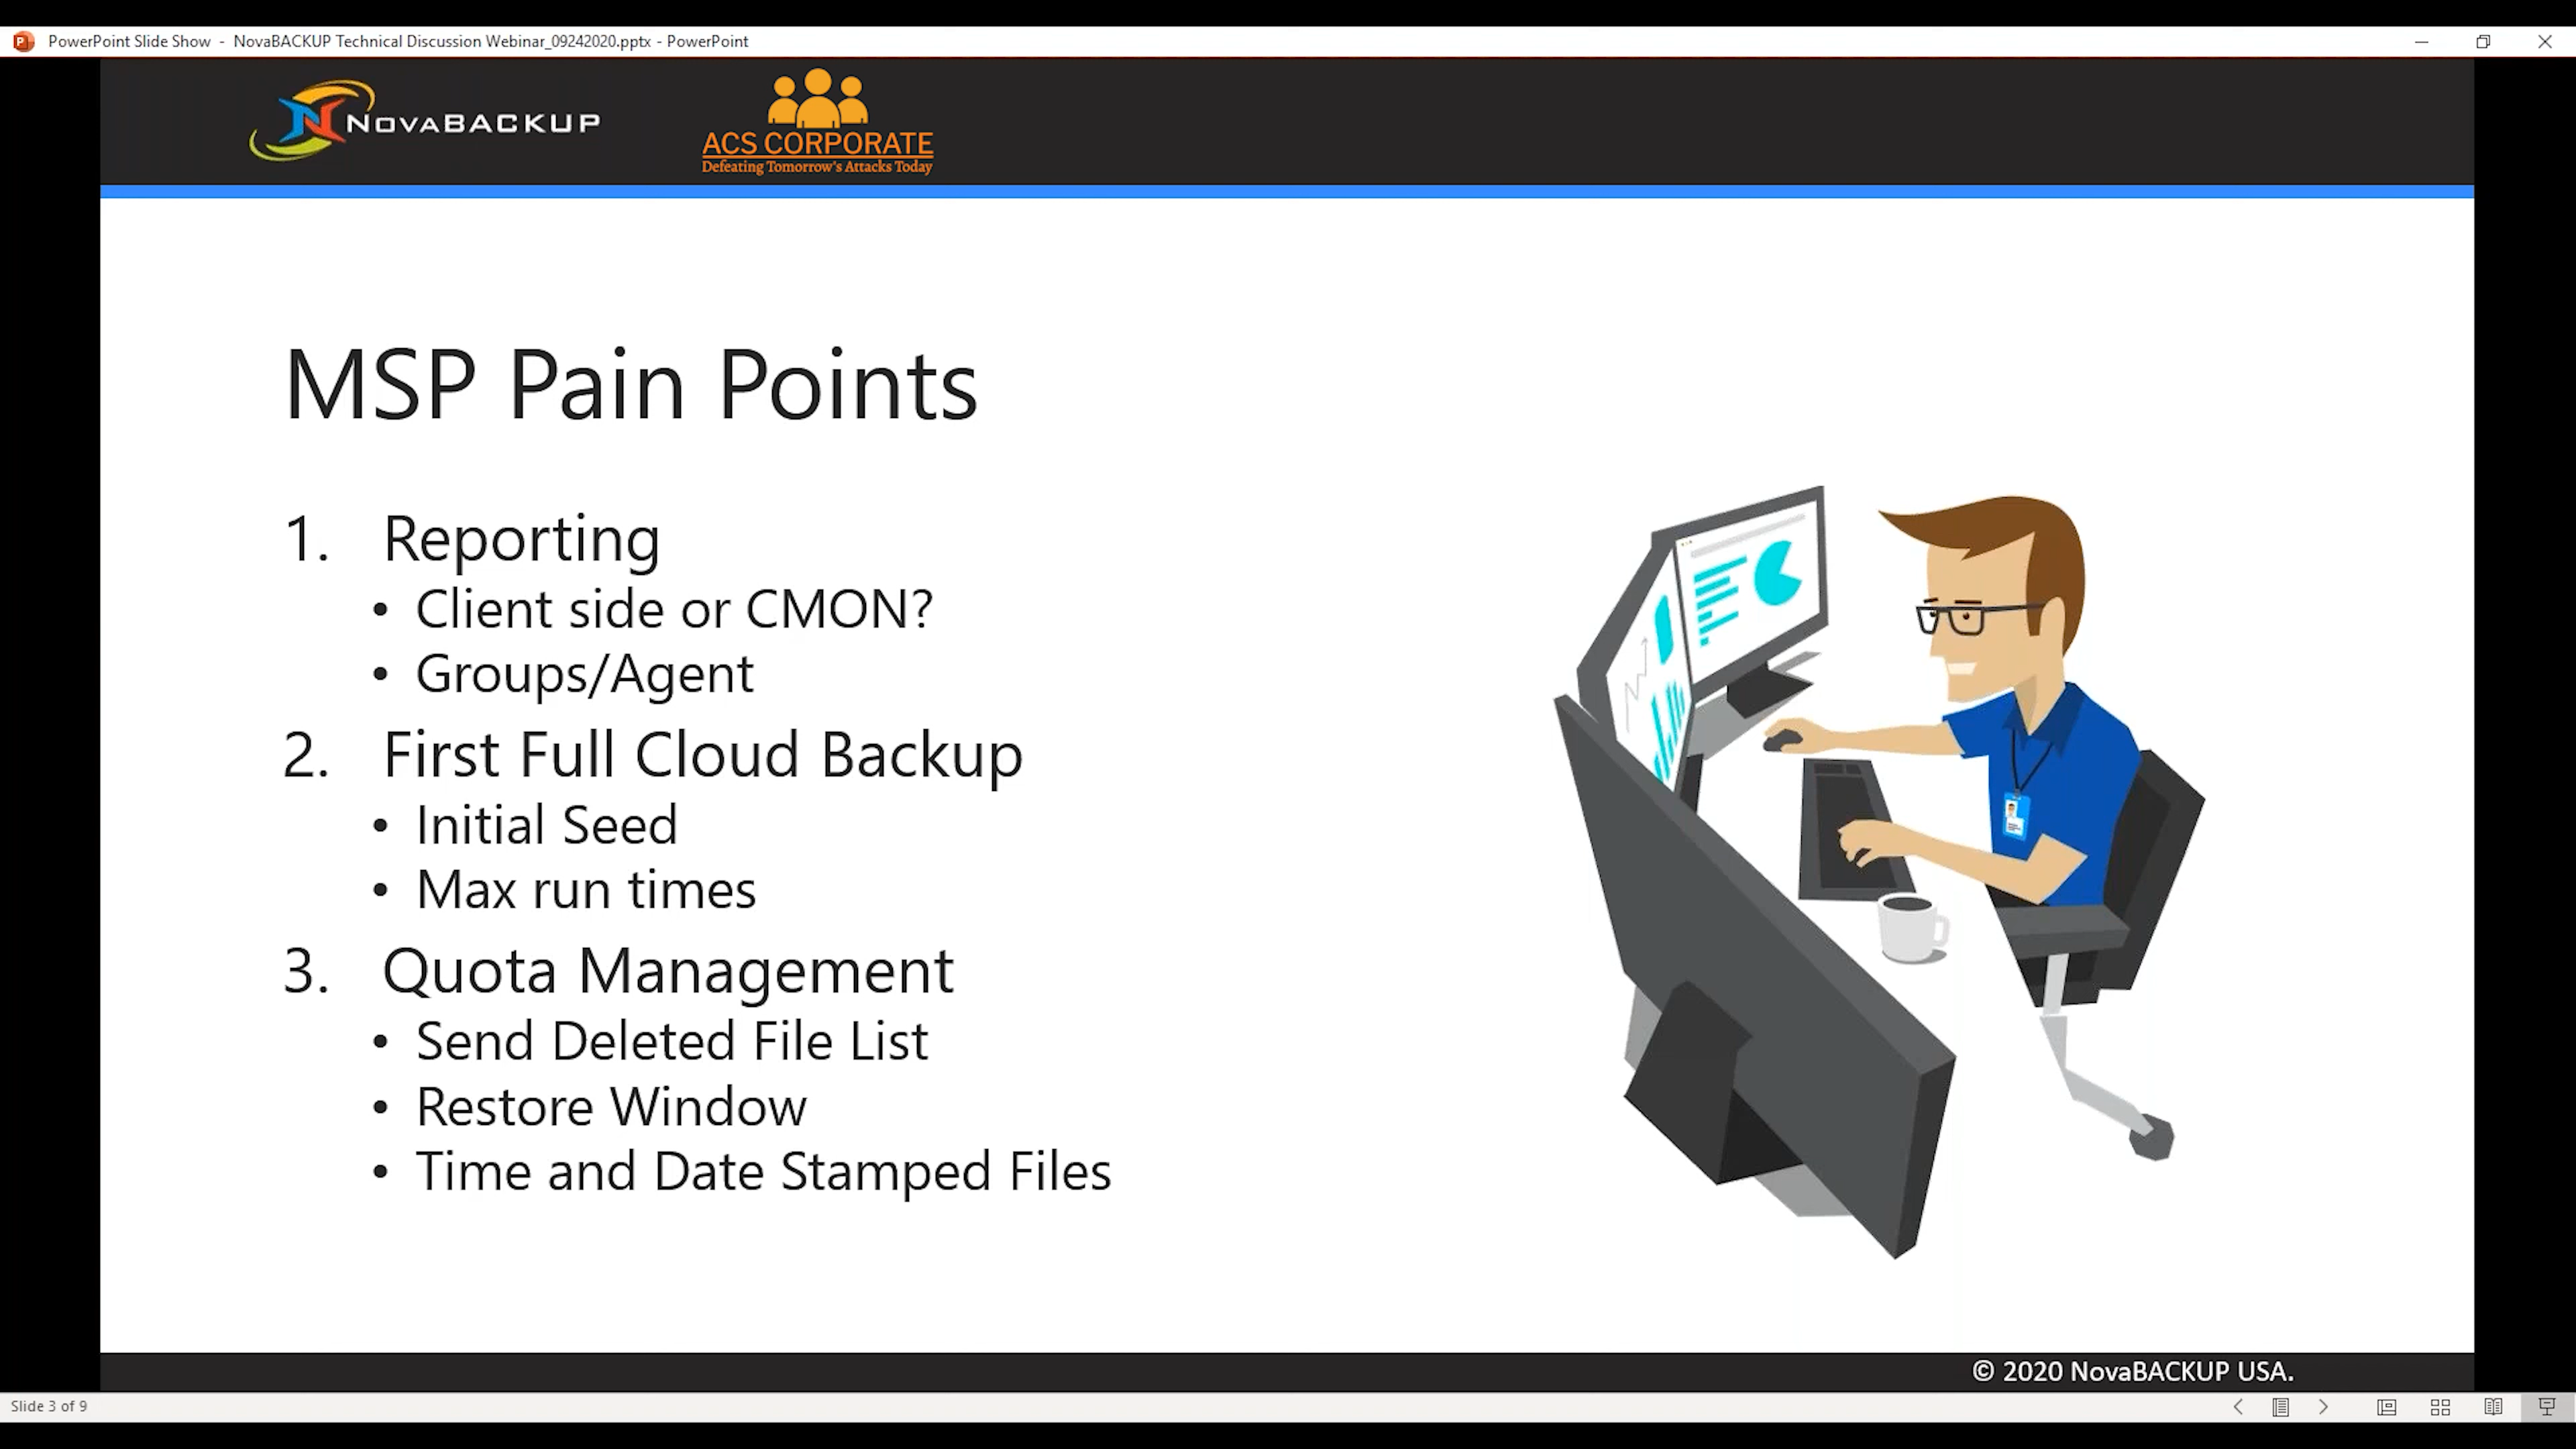 PowerPoint Slide Show - NovaBACKUP Technical Discussion Webinar_09242020.pptx - PowerPoint
NovaBACKUP
ACS CORPORATE
Defeating Tomorrow's Attacks Today
MSP Pain Points
1. Reporting
• Client side or CMON?
• Groups/Agent
2. First Full Cloud Backup
• Initial Seed
• Max run times
3. Quota Management
• Send Deleted File List
• Restore Window
• Time and Date Stamped Files
© 2020 NovaBACKUP USA.
Slide 3 of 9